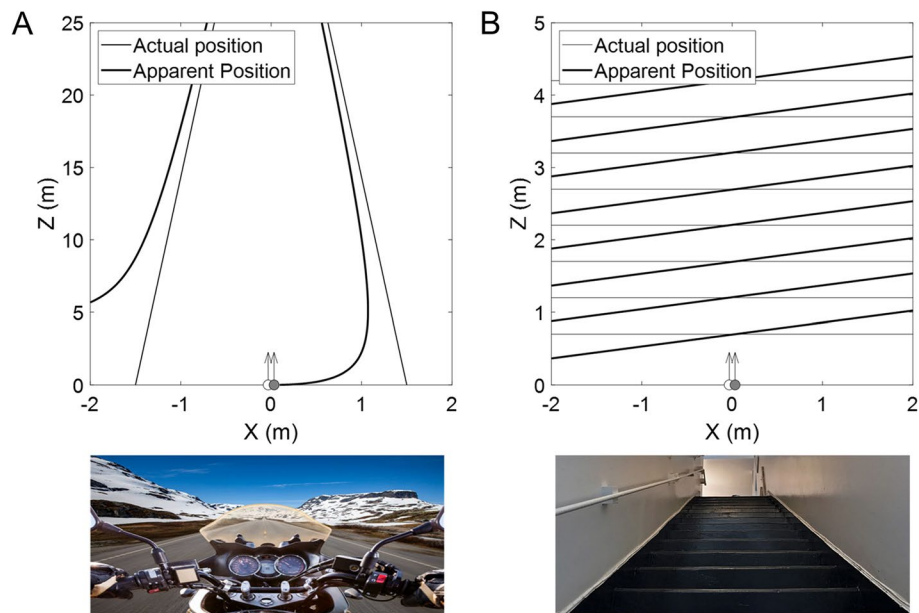 A
25
20
15
10
5
0
-2
-1
0
1
2
Z (m)
X (m)
Actual position
Apparent Position
B
5
4
3
2
1
0
-2
-1
0
1
2
Z (m)
X (m)
Actual position
Apparent Position